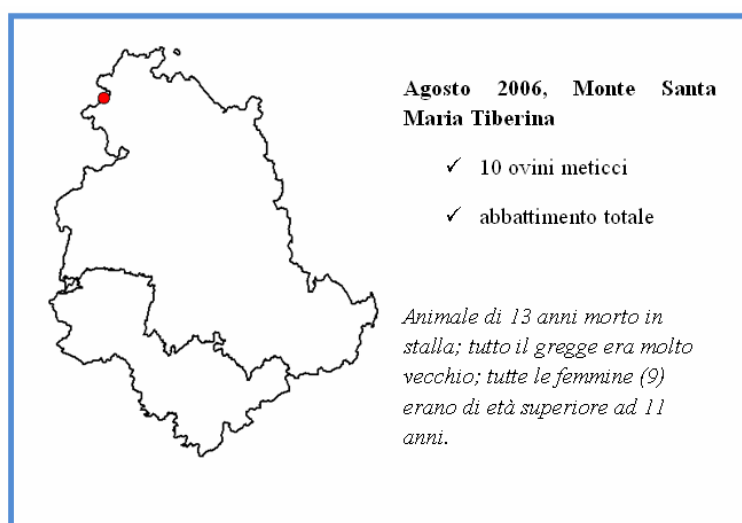 Agosto 2006, Monte Santa
Maria Tiberina
✓ 10 ovini meticci
✓ abbattimento totale
Animale di 13 anni morto in
stalla; tutto il gregge era molto
vecchio; tutte le femmine (9)
erano di età superiore ad 11
anni.